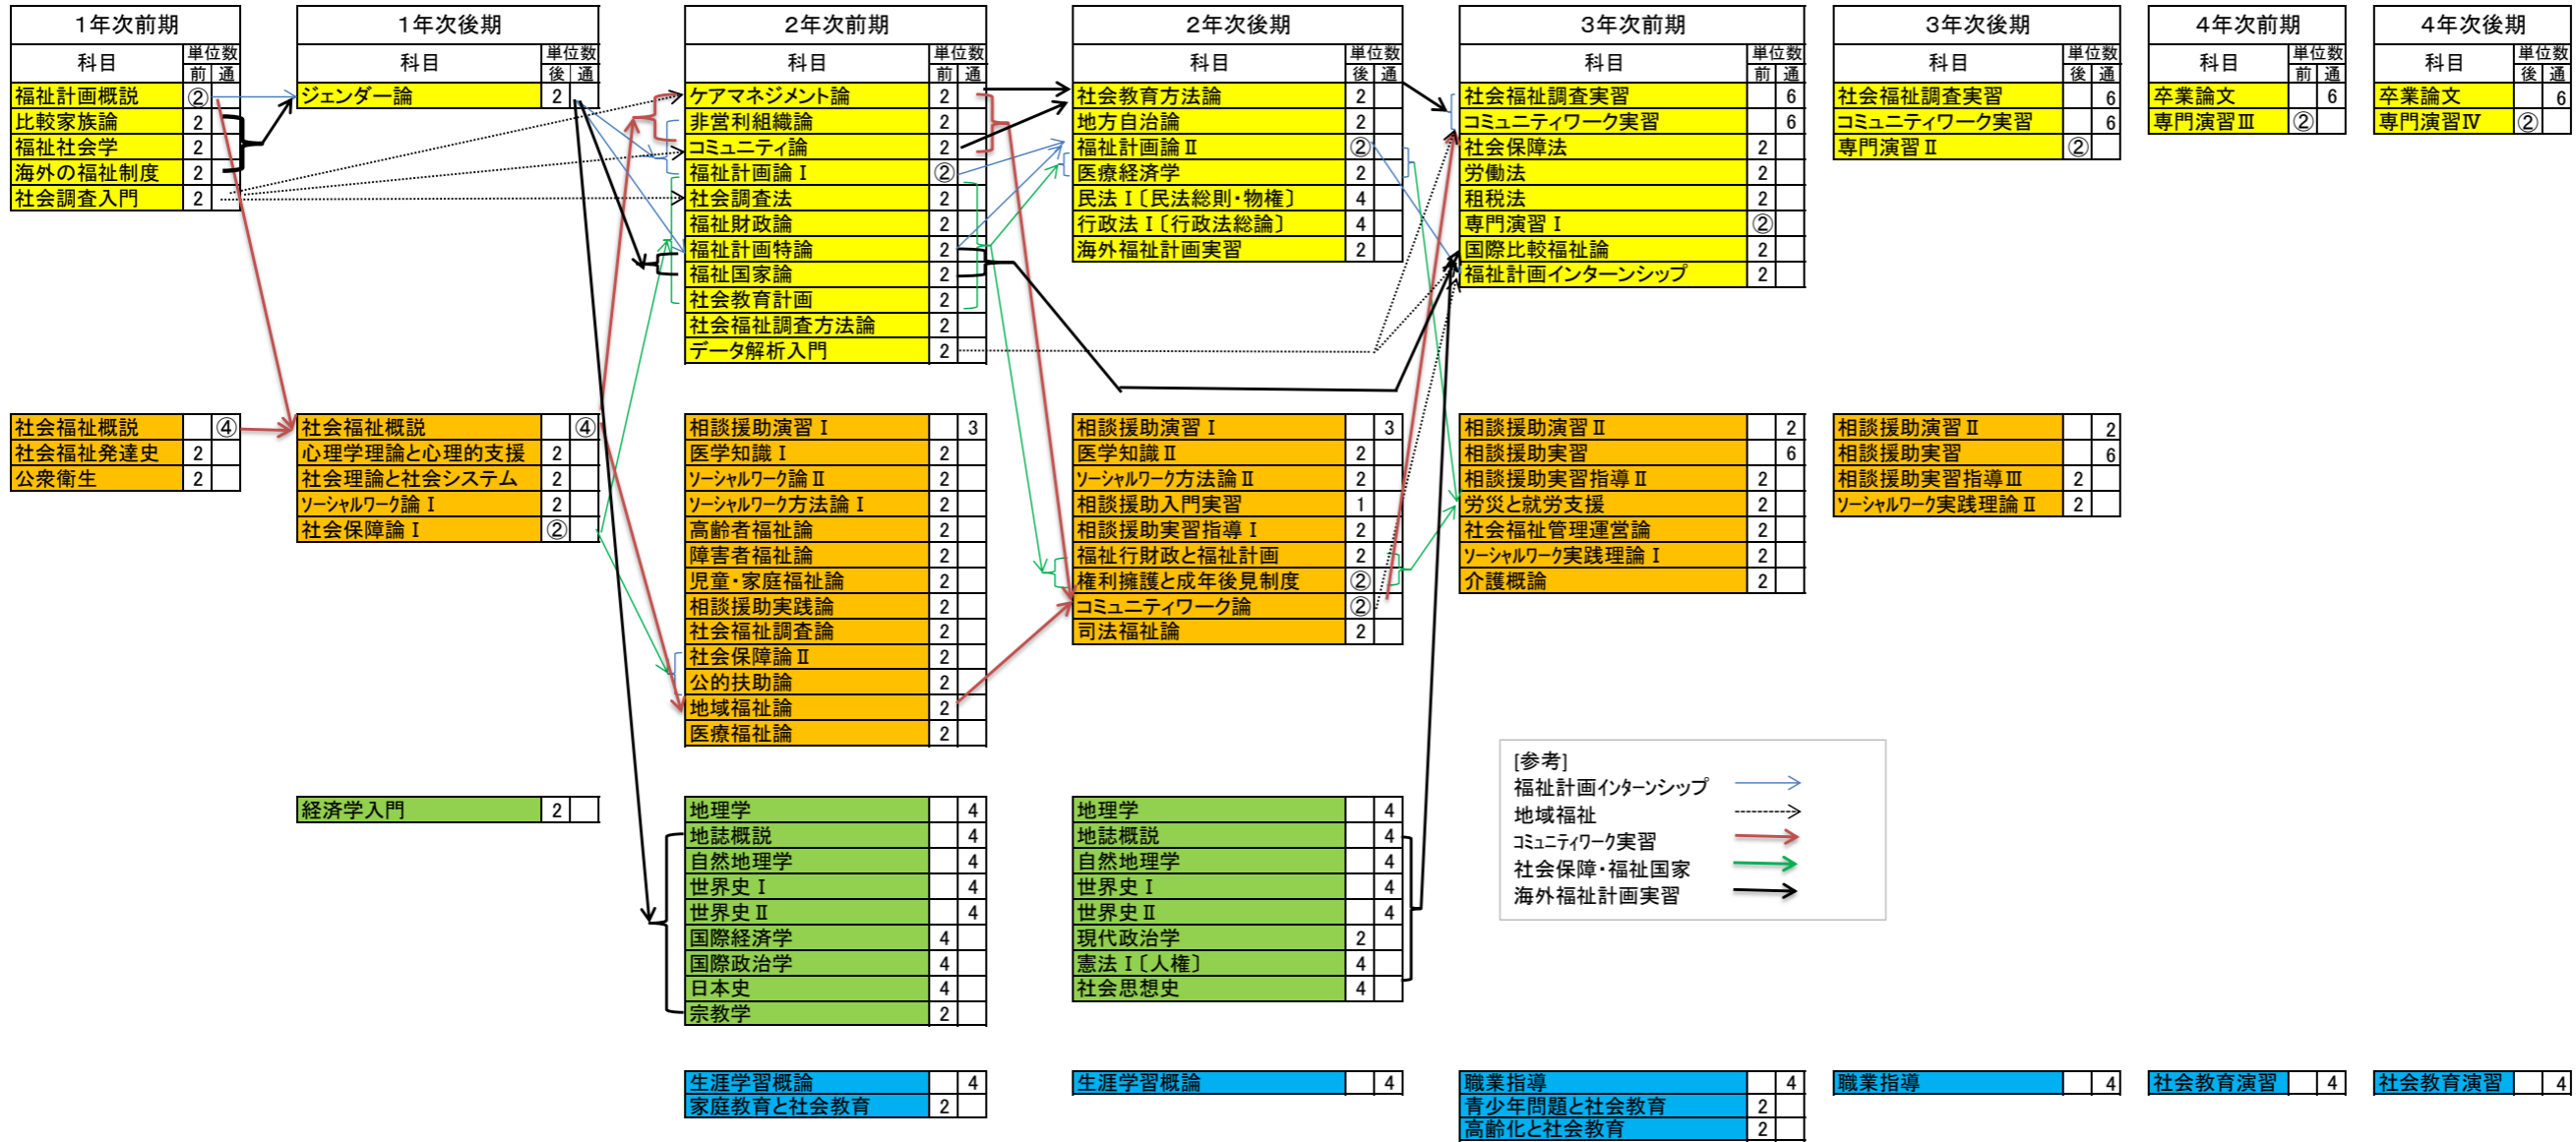 1年次前期
科目 単位数
前 通
福祉計画概説 ②
比較家族論 2
福祉社会学 2
海外の福祉制度 2
社会調査入門 2
社会福祉概説 ④
社会福祉発達史 2
公衆衛生 2
1年次後期
科目 単位数
後 通
ジェンダー論 2
社会福祉概説 ④
心理学理論と心理的支援 2
社会理論と社会システム 2
ソーシャルワーク論Ⅰ 2
社会保障論Ⅰ ②
経済学入門 2
2年次前期
科目 単位数
前 通
ケアマネジメント論 2
非営利組織論 2
コミュニティ論 2
福祉計画論Ⅰ ②
社会調査法 2
福祉財政論 2
福祉計画特論 2
福祉国家論 2
社会教育計画 2
社会福祉調査方法論 2
データ解析入門 2
相談援助演習Ⅰ 3
医学知識Ⅰ 2
ソーシャルワーク論Ⅱ 2
ソーシャルワーク方法論Ⅰ 2
高齢者福祉論 2
障害者福祉論 2
児童・家庭福祉論 2
相談援助実践論 2
社会福祉調査論 2
社会保障論Ⅱ 2
公的扶助論 2
地域福祉論 2
医療福祉論 2
地理学 4
地誌概説 4
自然地理学 4
世界史Ⅰ 4
世界史Ⅱ 4
国際経済学 4
国際政治学 4
日本史 4
宗教学 2
生涯学習概論 4
家庭教育と社会教育 2
2年次後期
科目 単位数
後 通
社会教育方法論 2
地方自治論 2
福祉計画論Ⅱ ②
医療経済学 2
民法Ⅰ〔民法総則・物権〕 4
行政法Ⅰ〔行政法総論〕 4
海外福祉計画実習 2
相談援助演習Ⅰ 3
医学知識Ⅱ 2
ソーシャルワーク方法論Ⅱ 2
相談援助入門実習 1
相談援助実習指導Ⅰ 2
福祉行財政と福祉計画 2
権利擁護と成年後見制度 ②
コミュニティワーク論 ②
司法福祉論 2
地理学 4
地誌概説 4
自然地理学 4
世界史Ⅰ 4
世界史Ⅱ 4
現代政治学 2
憲法Ⅰ〔人権〕 4
社会思想史 4
生涯学習概論 4
3年次前期
科目 単位数
前 通
社会福祉調査実習 6
コミュニティワーク実習 6
社会保障法 2
労働法 2
租税法 2
専門演習Ⅰ ②
国際比較福祉論 2
福祉計画インターンシップ 2
相談援助演習Ⅱ 2
相談援助実習 6
相談援助実習指導Ⅱ 2
労災と就労支援 2
社会福祉管理運営論 2
ソーシャルワーク実践理論Ⅰ 2
介護概論 2
[参考]
福祉計画インターンシップ
地域福祉
コミュニティワーク実習
社会保障・福祉国家
海外福祉計画実習
職業指導 4
青少年問題と社会教育 2
高齢化と社会教育 2
3年次後期
科目 単位数
後 通
社会福祉調査実習 6
コミュニティワーク実習 6
専門演習Ⅱ ②
相談援助演習Ⅱ 2
相談援助実習 6
相談援助実習指導Ⅲ 2
ソーシャルワーク実践理論Ⅱ 2
職業指導 4
4年次前期
科目 単位数
前 通
卒業論文 6
専門演習Ⅲ ②
社会教育演習 4
4年次後期
科目 単位数
後 通
卒業論文 6
専門演習Ⅳ ②
社会教育演習 4